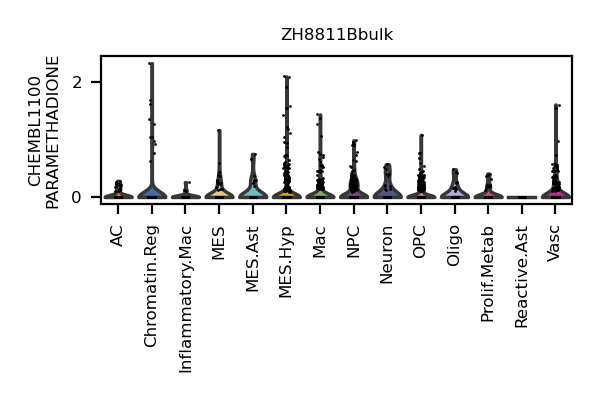 ZH8811Bbulk
CHEMBL1100
PARAMETHADIONE
2
0
AC
Chromatin.Reg
Inflammatory.Mac
MES
MES.Ast
MES.Hyp
Mac
NPC
Neuron
OPC
Oligo
Prolif.Metab
Reactive.Ast
Vasc